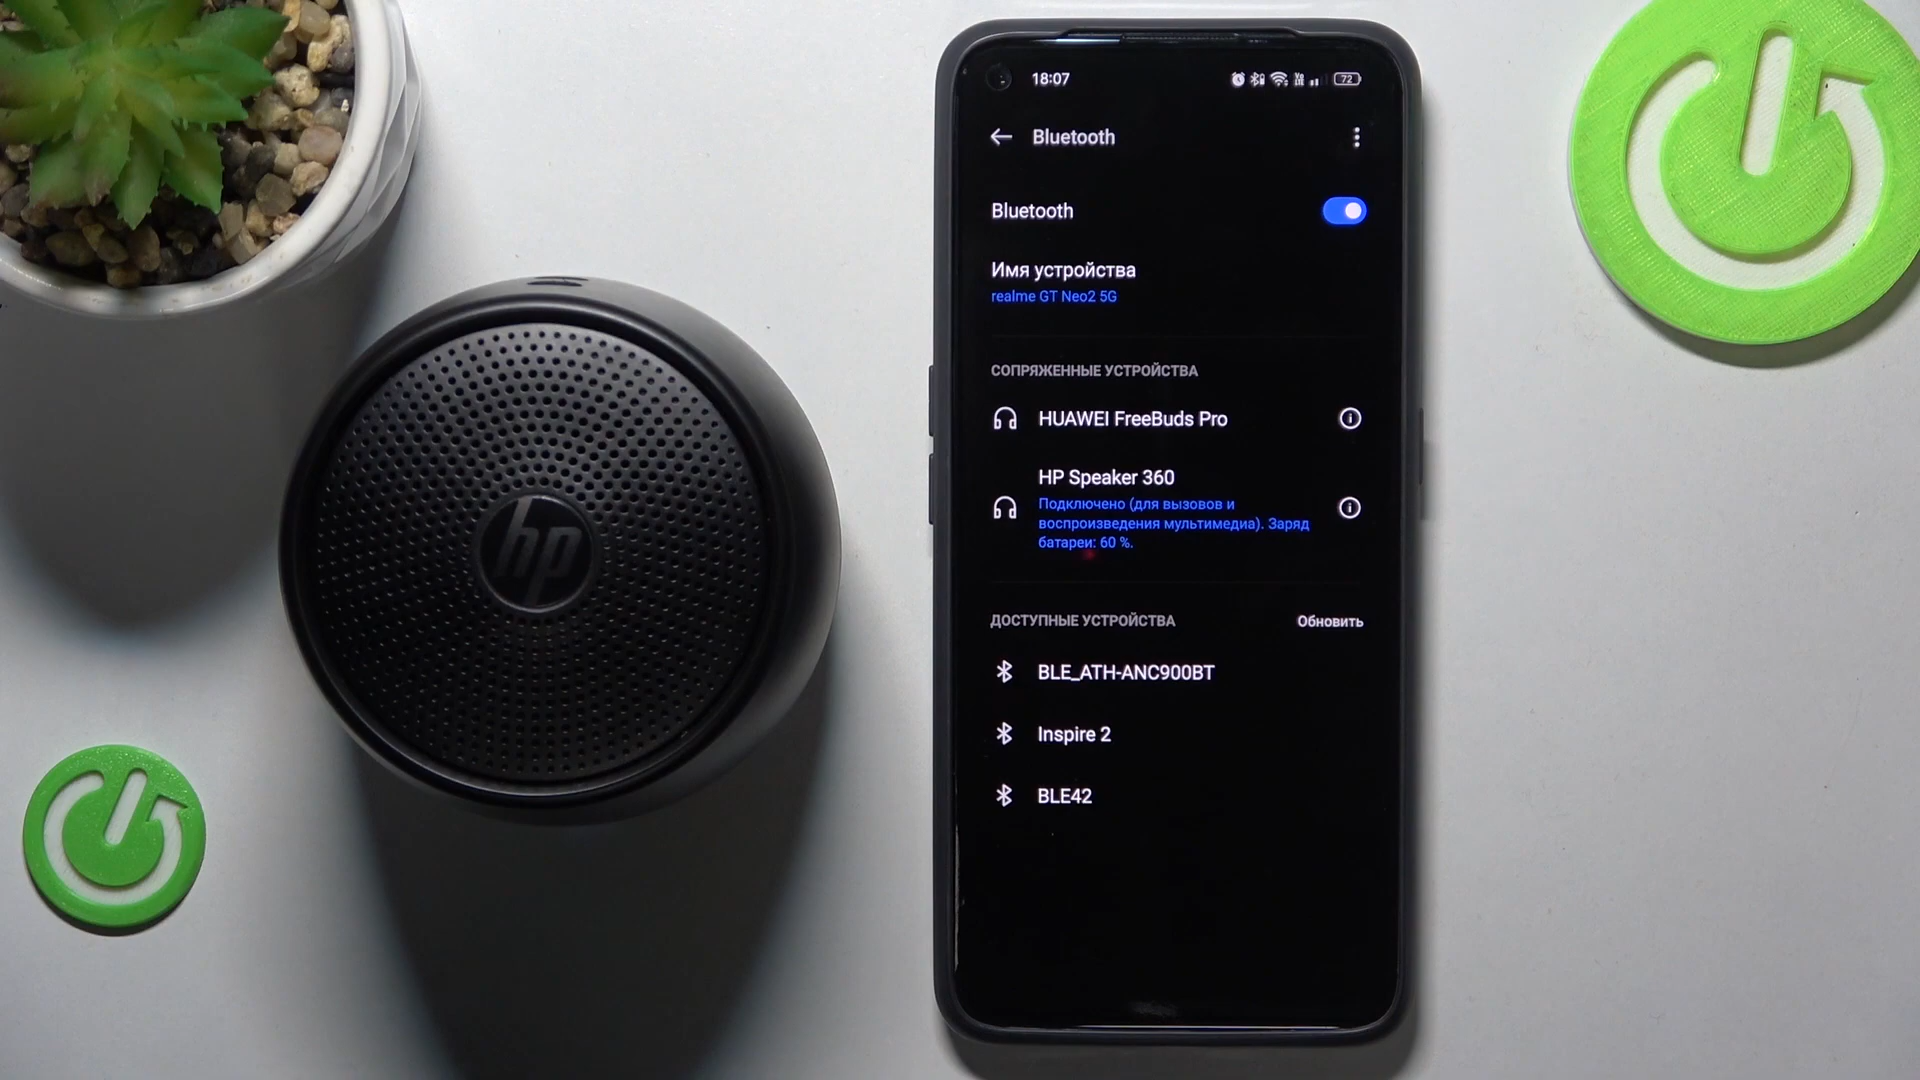 18:07
72
Bluetooth
Bluetooth
Имя устройства
realme GT Neo2 5G
СОПРЯЖЕННЫЕ УСТРОЙСТВА
HUAWEI FreeBuds Pro
HP Speaker 360
Подключено (для вызовов и
воспроизведения мультимедиа). Заряд
батареи: 60 %.
ДОСТУПНЫЕ УСТРОЙСТВА Обновить
BLE_ATH-ANC900BT
Inspire 2
BLE42
hp